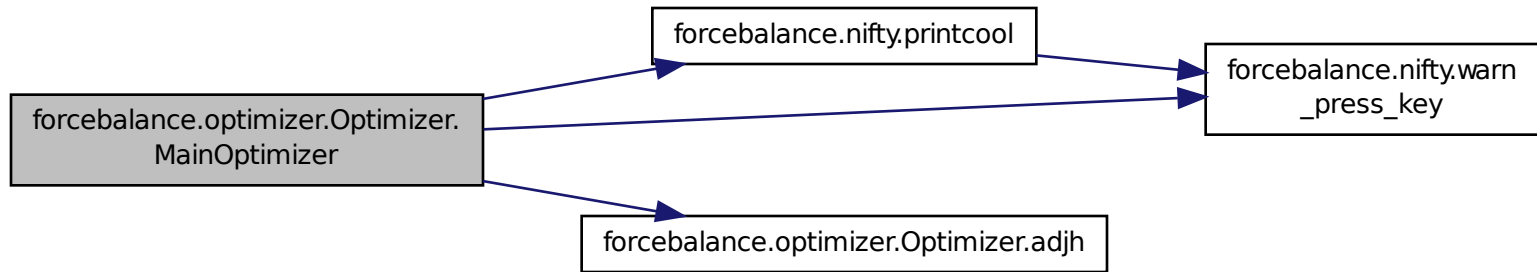 forcebalance.optimizer.Optimizer.
MainOptimizer
forcebalance.nifty.printcool
forcebalance.nifty.warn
_press_key
forcebalance.optimizer.Optimizer.adjh